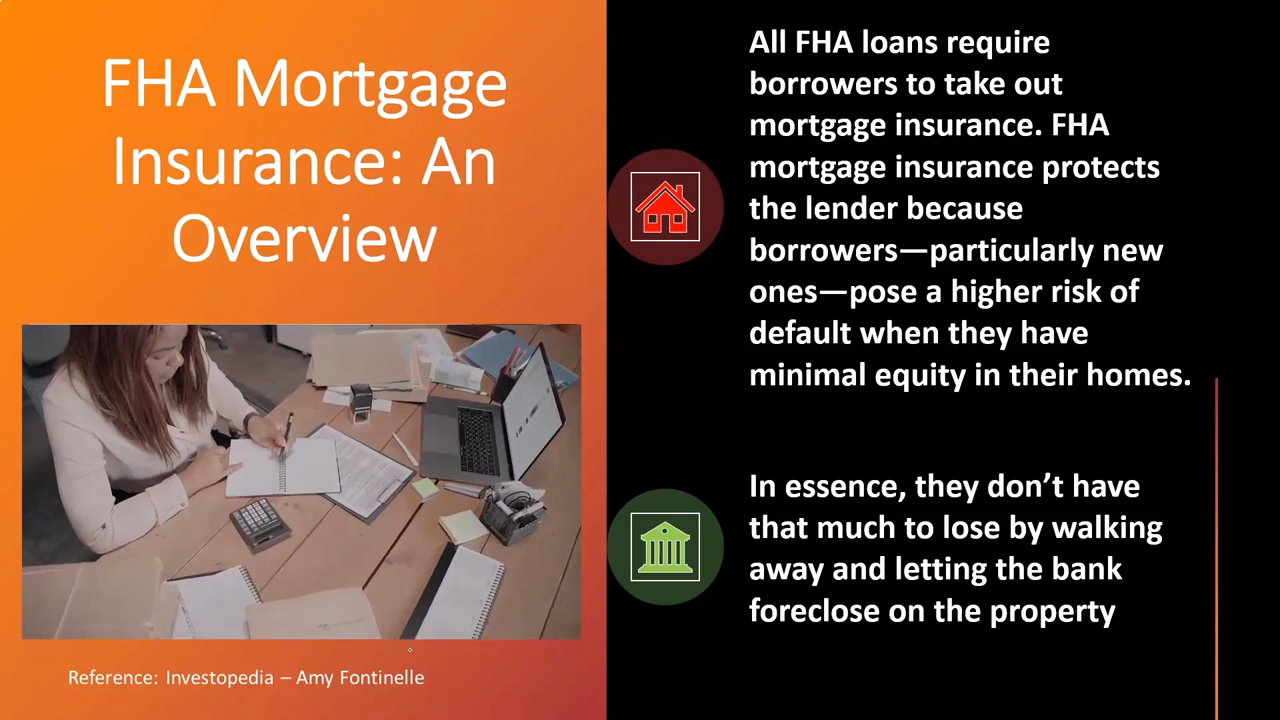 FHA Mortgage
Insurance: An
Overview
Reference: Investopedia – Amy Fontinelle
All FHA loans require
borrowers to take out
mortgage insurance. FHA
mortgage insurance protects
the lender because
borrowers—particularly new
ones—pose a higher risk of
default when they have
minimal equity in their homes.
In essence, they don’t have
that much to lose by walking
away and letting the bank
foreclose on the property